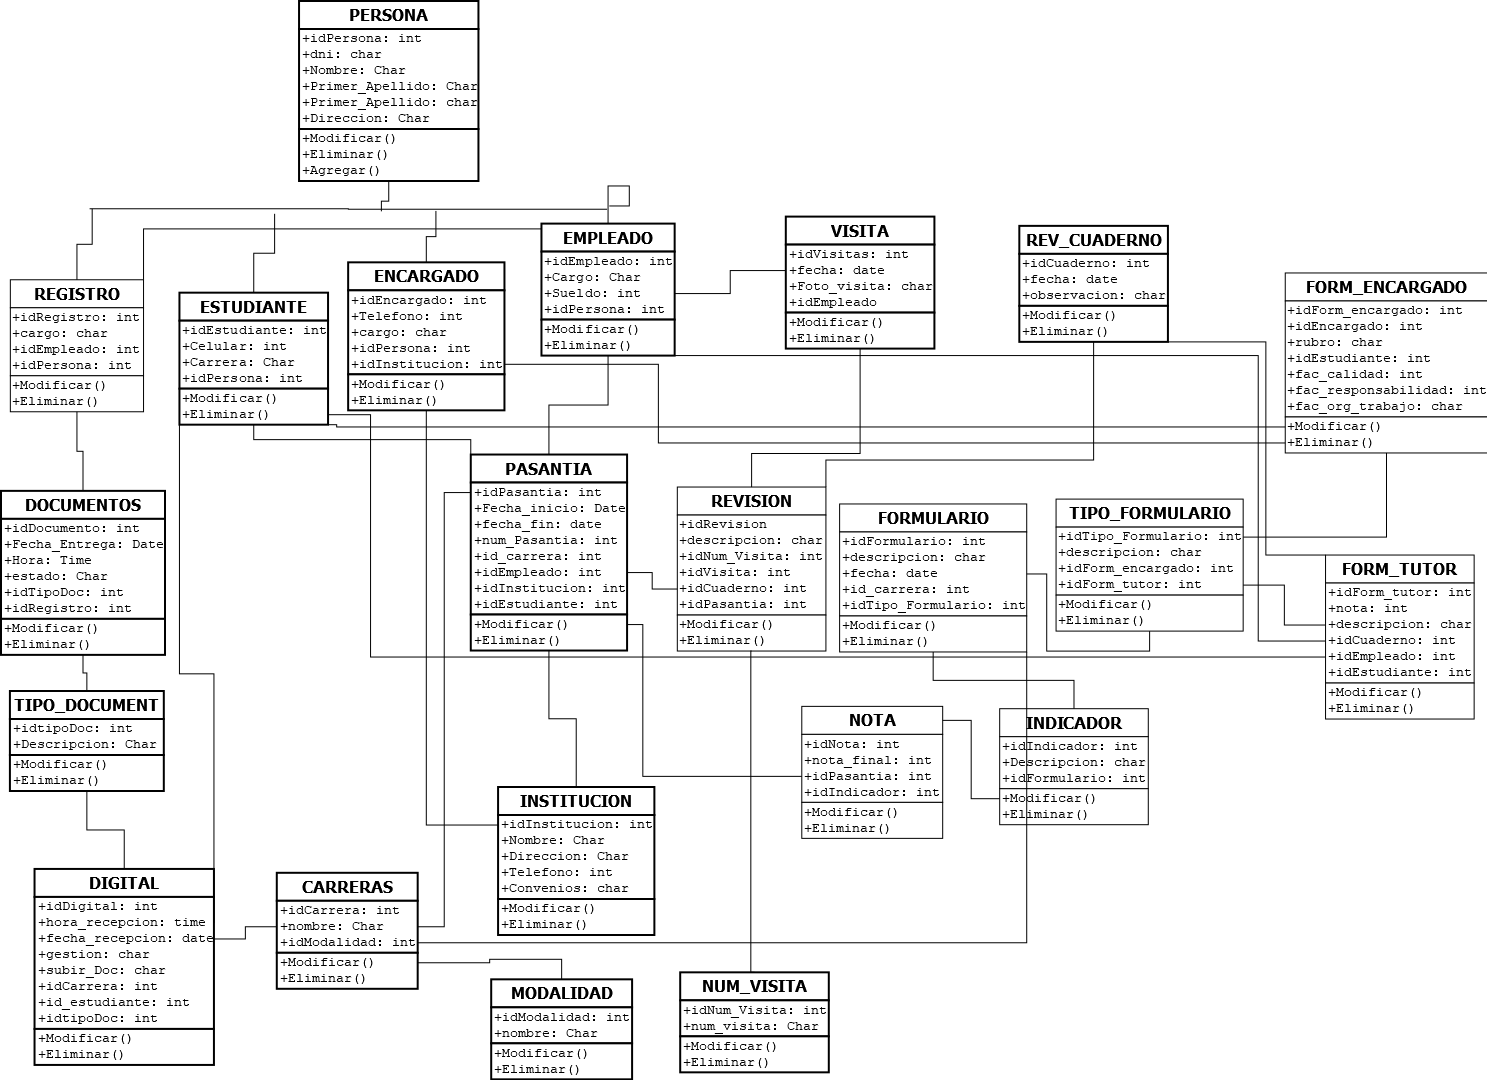 PERSONA
+idPersona: int
+dni: char
+Nombre: Char
+Primer_Apellido: Char
+Primer_Apellido: char
+Direccion: Char
+Modificar()
+Eliminar()
+Agregar()
REGISTRO
+idRegistro: int
+cargo: char
+idEmpleado: int
+idPersona: int
+Modificar()
+Eliminar()
ESTUDIANTE
+idEstudiante: int
+Celular: int
+Carrera: Char
+idPersona: int
+Modificar()
+Eliminar()
ENCARGADO
+idEncargado: int
+Telefono: int
+cargo: char
+idPersona: int
+idInstitucion: int
+Modificar()
+Eliminar()
EMPLEADO
+idEmpleado: int
+Cargo: Char
+Sueldo: int
+idPersona: int
+Modificar()
+Eliminar()
VISITA
+idVisitas: int
+fecha: date
+Foto_visita: char
+idEmpleado
+Modificar()
+Eliminar()
REV_CUADERNO
+idCuaderno: int
+fecha: date
+observacion: char
+Modificar()
+Eliminar()
FORM_ENCARGADO
+idForm_encargado: int
+idEncargado: int
+rubro: char
+idEstudiante: int
+fac_calidad: int
+fac_responsabilidad: int
+fac_org_trabajo: char
+Modificar()
+Eliminar()
DOCUMENTOS
+idDocumento: int
+Fecha_Entrega: Date
+Hora: Time
+estado: Char
+idTipoDoc: int
+idRegistro: int
+Modificar()
+Eliminar()
PASANTIA
+idPasantia: int
+Fecha_inicio: Date
+fecha_fin: date
+num_Pasantia: int
+id_carrera: int
+idEmpleado: int
+idInstitucion: int
+idEstudiante: int
+Modificar()
+Eliminar()
REVISION
+idRevision
+descripcion: char
+idNum_Visita: int
+idVisita: int
+idCuaderno: int
+idPasantia: int
+Modificar()
+Eliminar()
FORMULARIO
+idFormulario: int
+descripcion: char
+fecha: date
+id_carrera: int
+idTipo_Formulario: int
+Modificar()
+Eliminar()
TIPO_FORMULARIO
+idTipo_Formulario: int
+descripcion: char
+idForm_encargado: int
+idForm_tutor: int
+Modificar()
+Eliminar()
FORM_TUTOR
+idForm_tutor: int
+nota: int
+descripcion: char
+idCuaderno: int
+idEmpleado: int
+idEstudiante: int
+Modificar()
+Eliminar()
TIPO_DOCUMENT
+idtipoDoc: int
+Descripcion: Char
+Modificar()
+Eliminar()
NOTA
+idNota: int
+nota_final: int
+idPasantia: int
+idIndicador: int
+Modificar()
+Eliminar()
INDICADOR
+idIndicador: int
+Descripcion: char
+idFormulario: int
+Modificar()
+Eliminar()
INSTITUCION
+idInstitucion: int
+Nombre: Char
+Direccion: Char
+Telefono: int
+Convenios: char
+Modificar()
+Eliminar()
DIGITAL
+idDigital: int
+hora_recepcion: time
+fecha_recepcion: date
+gestion: char
+subir_Doc: char
+idCarrera: int
+id_estudiante: int
+idtipoDoc: int
+Modificar()
+Eliminar()
CARRERAS
+idCarrera: int
+nombre: Char
+idModalidad: int
+Modificar()
+Eliminar()
MODALIDAD
+idModalidad: int
+nombre: Char
+Modificar()
+Eliminar()
NUM_VISITA
+idNum_Visita: int
+num_visita: Char
+Modificar()
+Eliminar()